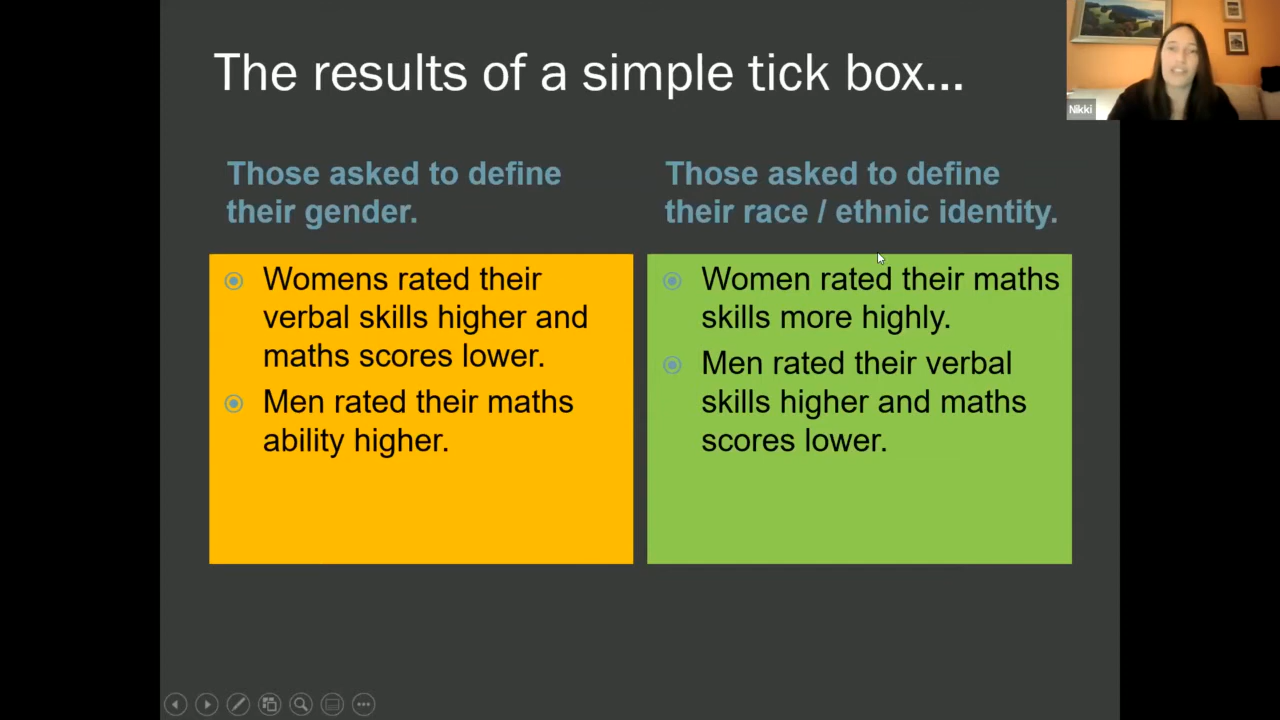 The results of a simple tick box...
Nikki
Those asked to define
their gender.
Womens rated their
verbal skills higher and
maths scores lower.
Men rated their maths
ability higher.
Those asked to define
their race / ethnic identity.
Women rated their maths
skills more highly.
Men rated their verbal
skills higher and maths
scores lower.